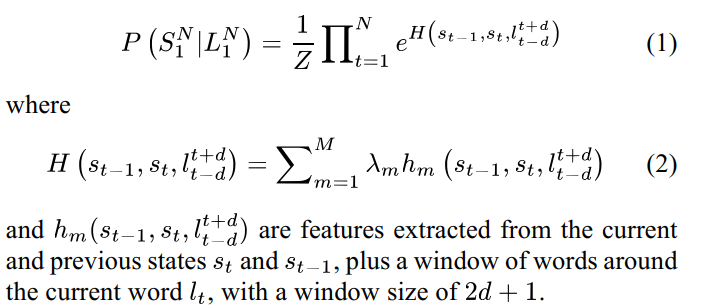 P(S_1^N|L_1^N) = \frac{1}{Z} \prod_{t=1}^{N} e^{H(s_{t-1}, s_t, l_{t-d}^{t+d})} (1)
where
H(s_{t-1}, s_t, l_{t-d}^{t+d}) = \sum_{m=1}^{M} \lambda_m h_m (s_{t-1}, s_t, l_{t-d}^{t+d}) (2)
and h_m(s_{t-1}, s_t, l_{t-d}^{t+d}) are features extracted from the current
and previous states s_t and s_{t-1}, plus a window of words around
the current word l_t, with a window size of 2d + 1.